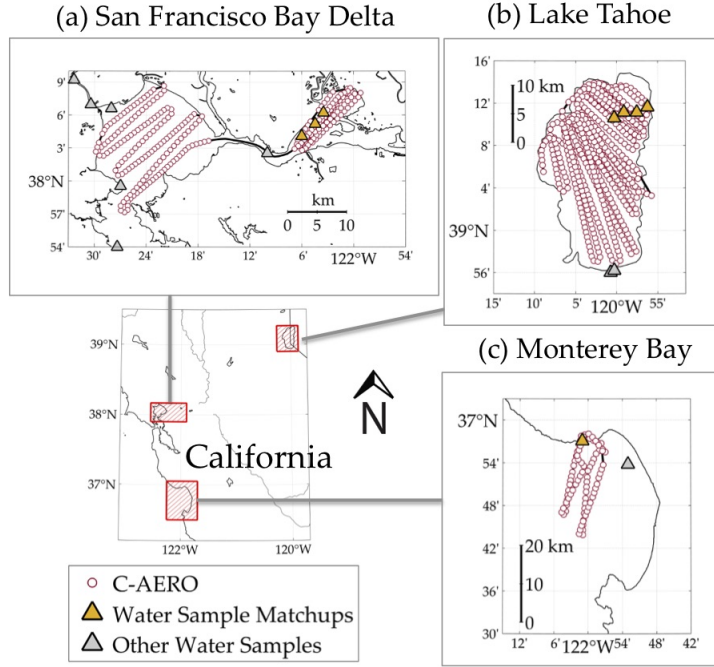 (a) San Francisco Bay Delta
9'
6'
3'
38°N
57'
54'
30' 24' 18' 12' 6' 122°W 54'
km
0 5 10
(b) Lake Tahoe
16'
12'
8'
4'
39°N
56'
15' 10' 5' 120°W 55'
10 km
5
0
(c) Monterey Bay
37°N
54'
48'
42'
36'
30'
12' 6' 122°W 54' 48' 42'
20 km
10
0
39°N
38°N
37°N
122°W 120°W
California
N
C-AERO
Water Sample Matchups
Other Water Samples